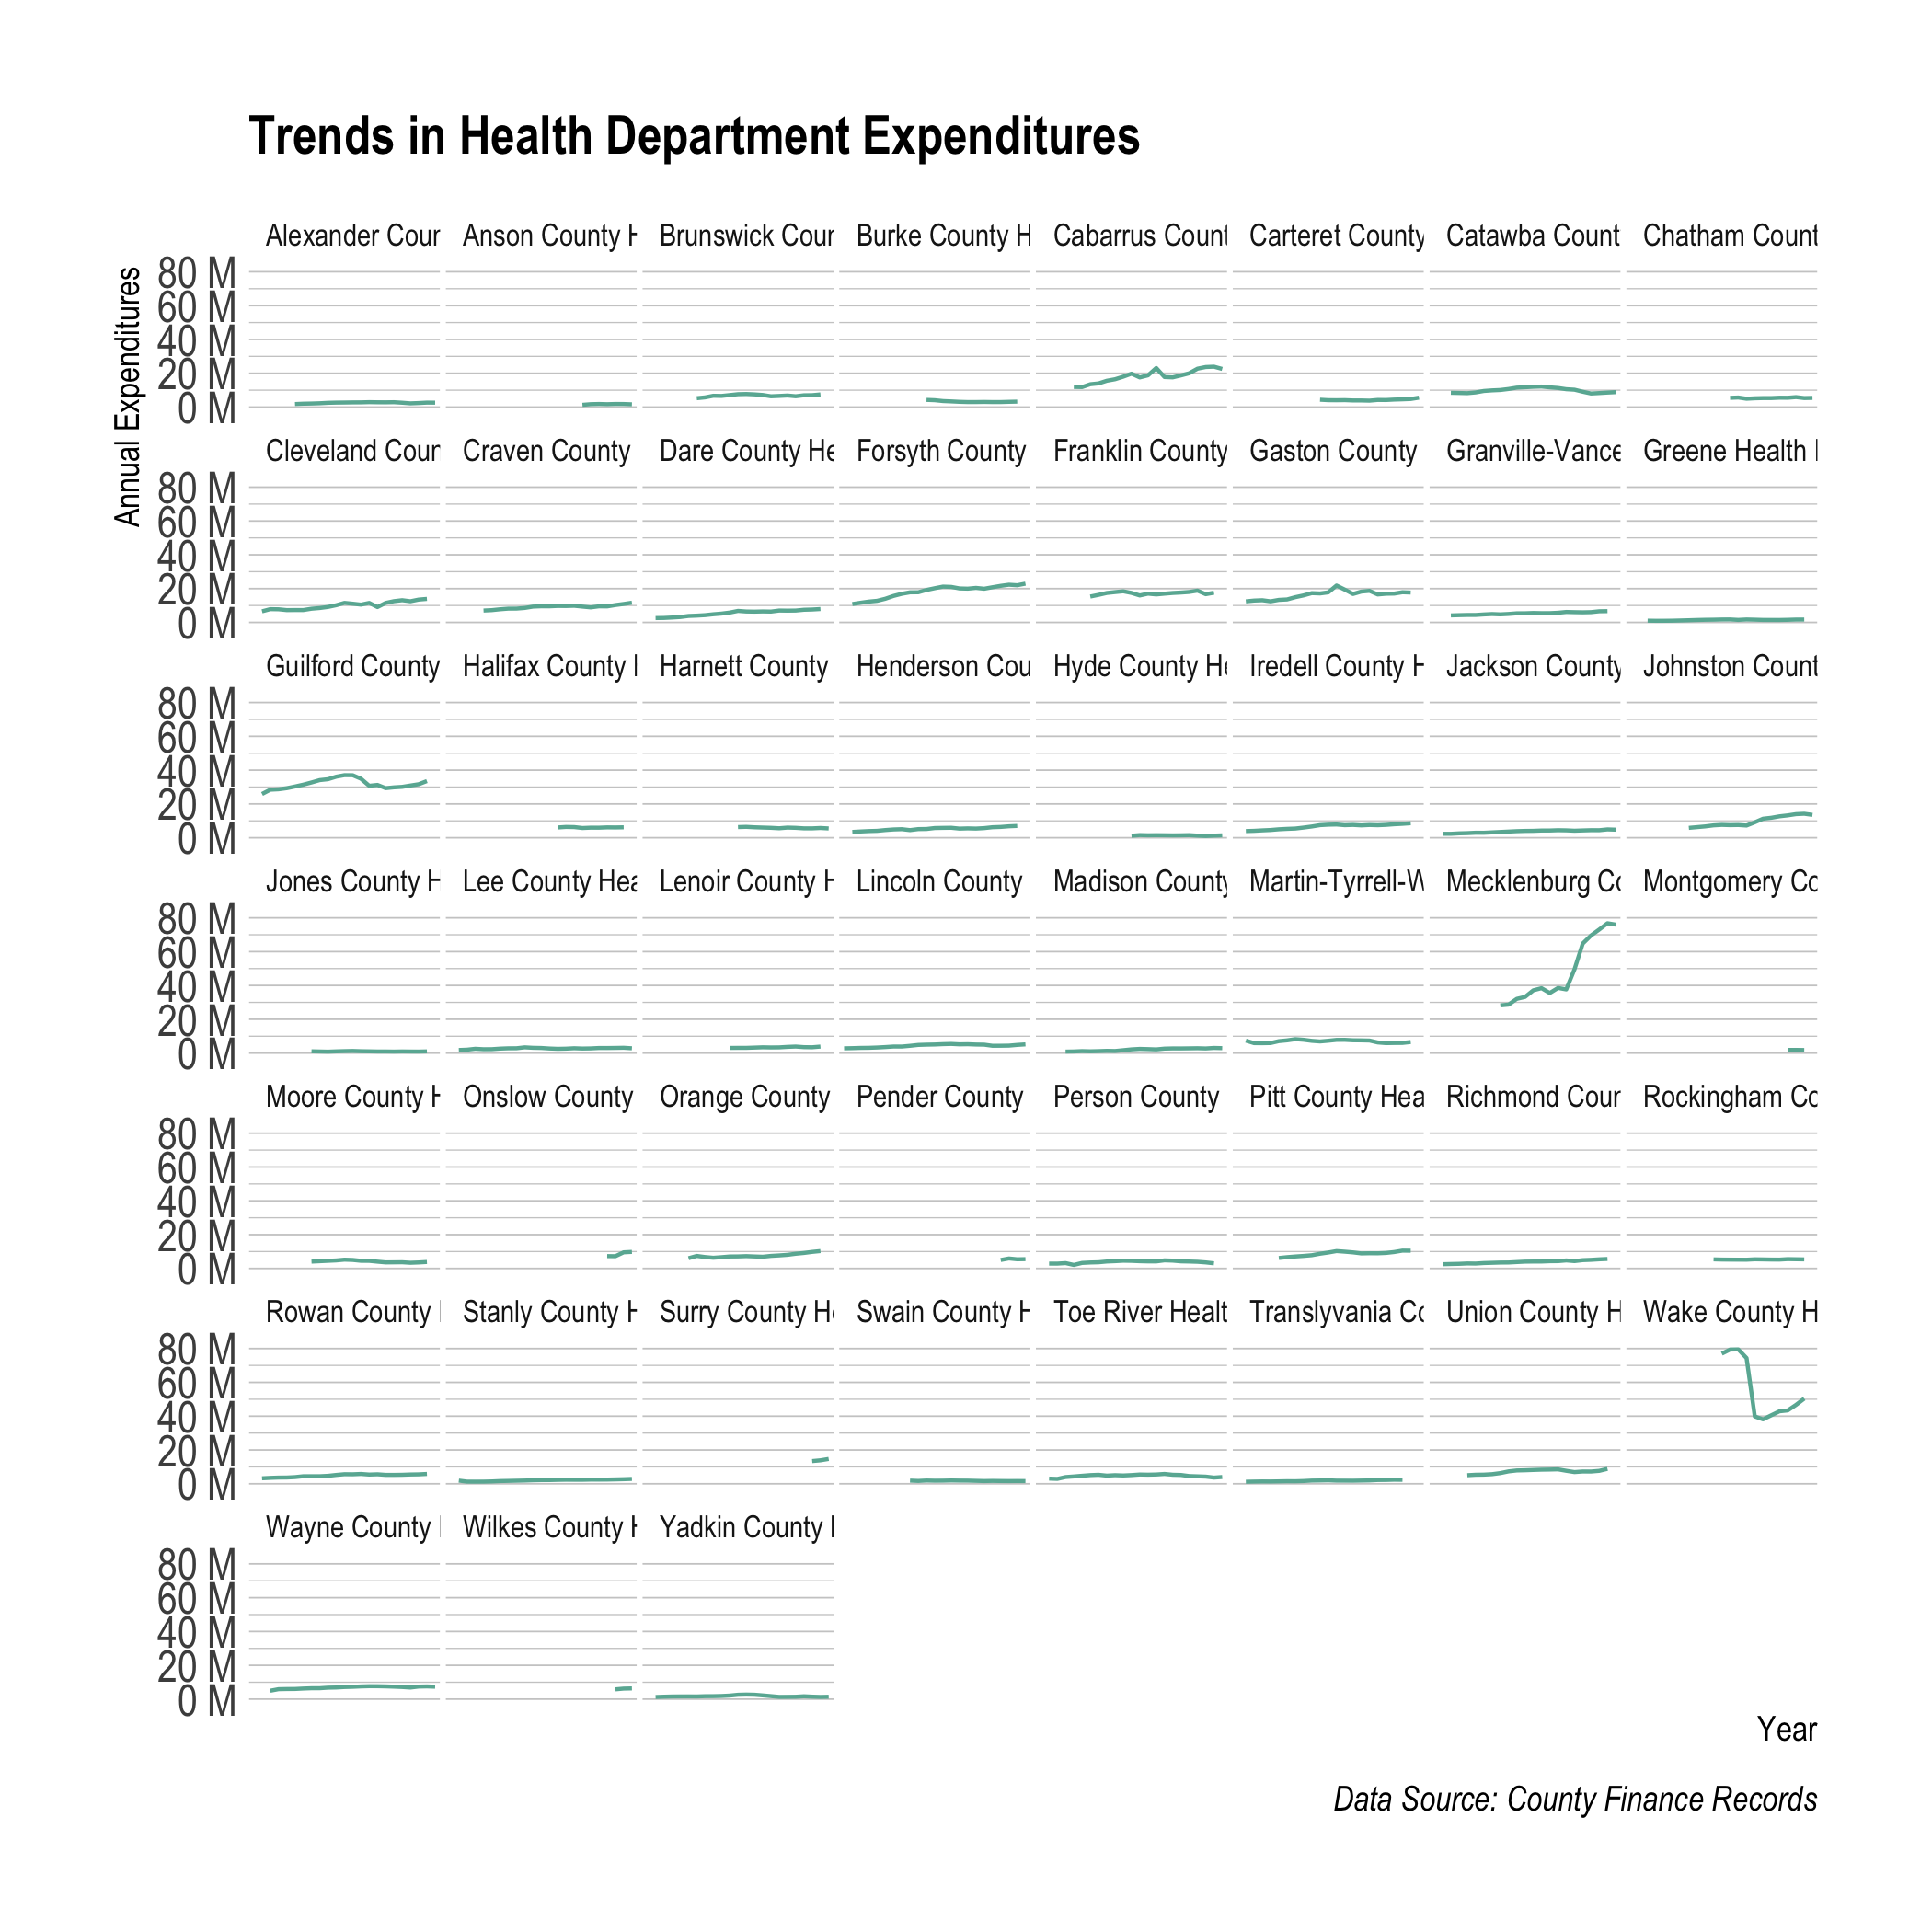 Trends in Health Department Expenditures
Annual Expenditures
Alexander Cour Anson County H Brunswick Cour Burke County H Cabarrus Count Carteret County Catawba Count Chatham Count
80 M
60 M
40 M
20 M
0 M
Cleveland Coun Craven County Dare County He Forsyth County Franklin County Gaston County Granville-Vance Greene Health
80 M
60 M
40 M
20 M
0 M
Guilford County Halifax County Harnett County Henderson Cou Hyde County He Iredell County H Jackson County Johnston Count
80 M
60 M
40 M
20 M
0 M
Jones County H Lee County Hea Lenoir County H Lincoln County Madison County Martin-Tyrrell-W Mecklenburg Co Montgomery Co
80 M
60 M
40 M
20 M
0 M
Moore County H Onslow County Orange County Pender County Person County Pitt County Hea Richmond Cour Rockingham Co
80 M
60 M
40 M
20 M
0 M
Rowan County Stanly County H Surry County He Swain County H Toe River Healt Translyvania Co Union County H Wake County H
80 M
60 M
40 M
20 M
0 M
Wayne County Wilkes County H Yadkin County
80 M
60 M
40 M
20 M
0 M
Year
Data Source: County Finance Records